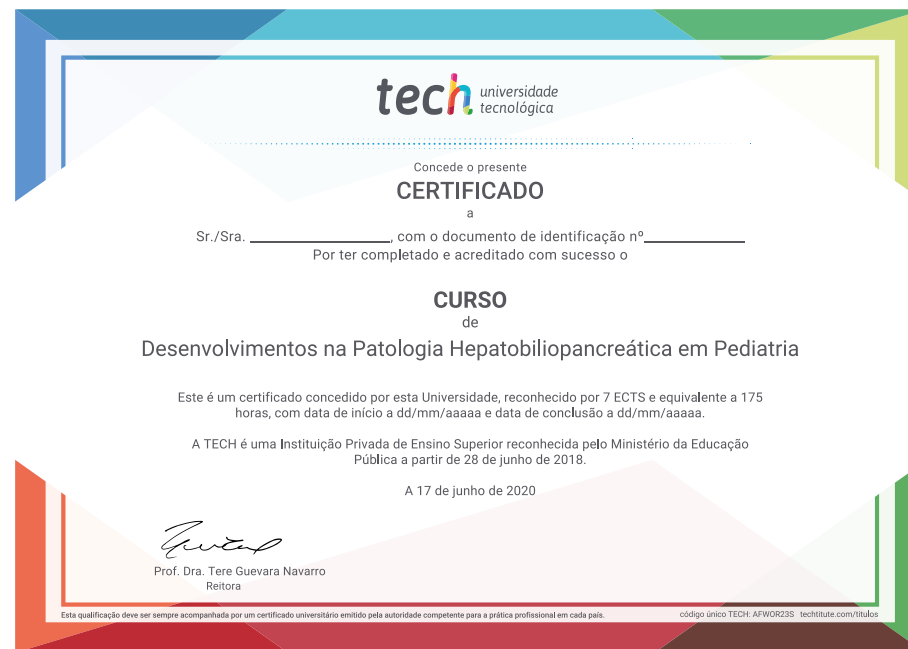 tech universidade
tecnológica
Concede o presente
CERTIFICADO
a
Sr./Sra. ________________, com o documento de identificação nº____________
Por ter completado e acreditado com sucesso o
CURSO
de
Desenvolvimentos na Patologia Hepatobiliopancreática em Pediatria
Este é um certificado concedido por esta Universidade, reconhecido por 7 ECTS e equivalente a 175
horas, com data de início a dd/mm/aaaaa e data de conclusão a dd/mm/aaaaa.
A TECH é uma Instituição Privada de Ensino Superior reconhecida pelo Ministério da Educação
Pública a partir de 28 de junho de 2018.
A 17 de junho de 2020
Prof. Dra. Tere Guevara Navarro
Reitora
Esta qualificação deve ser sempre acompanhada por um certificado universitário emitido pela autoridade competente para a prática profissional em cada país.
código único TECH: AFWOR23S techtitute.com/titulos